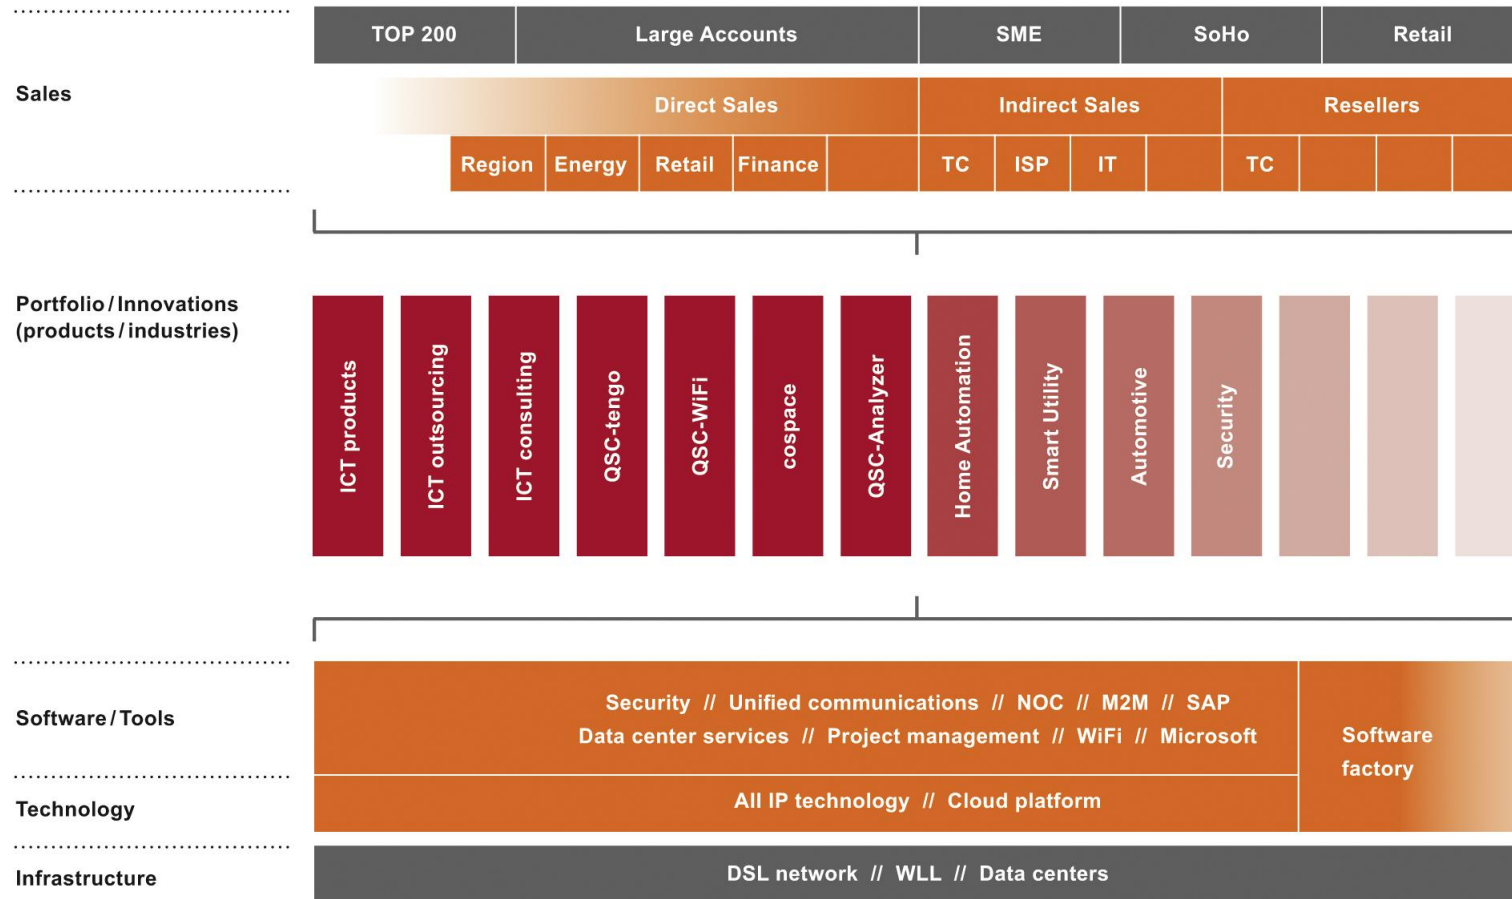 TOP 200
Large Accounts
SME
SoHo
Retail
Sales
Direct Sales
Indirect Sales
Resellers
Region
Energy
Retail
Finance
TC
ISP
IT
TC
Portfolio / Innovations
(products / industries)
ICT products
ICT outsourcing
ICT consulting
QSC-tengo
QSC-WiFi
cospace
QSC-Analyzer
Home Automation
Smart Utility
Automotive
Security
Software / Tools
Security // Unified communications // NOC // M2M // SAP
Data center services // Project management // WiFi // Microsoft
Software
factory
Technology
All IP technology // Cloud platform
Infrastructure
DSL network // WLL // Data centers